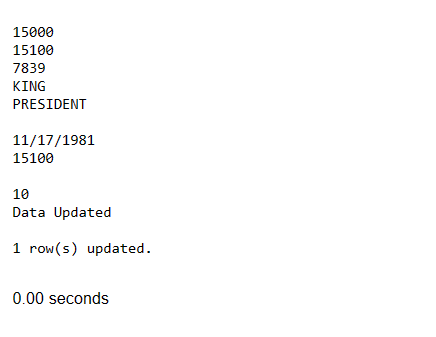 15000
15100
7839
KING
PRESIDENT
11/17/1981
15100
10
Data Updated
1 row(s) updated.
0.00 seconds